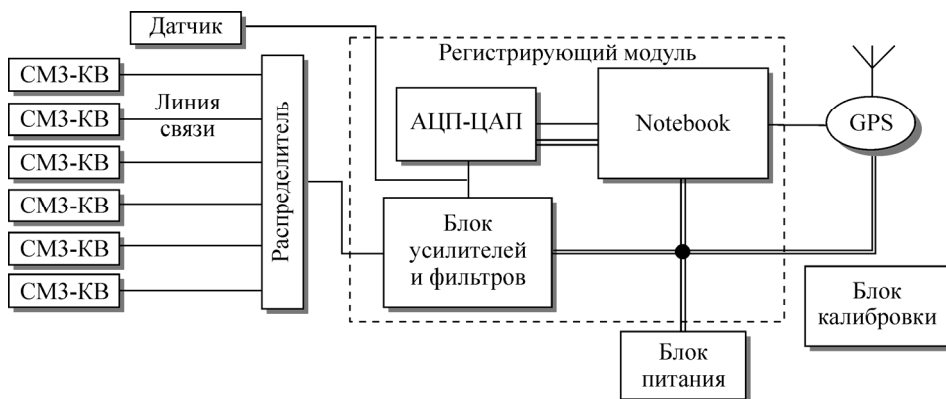 Датчик
Регистрирующий модуль
СМ3-КВ
СМ3-КВ
СМ3-КВ
СМ3-КВ
СМ3-КВ
СМ3-КВ
Линия
связи
Распределитель
АЦП-ЦАП
Notebook
GPS
Блок
усилителей
и фильтров
Блок
питания
Блок
калибровки